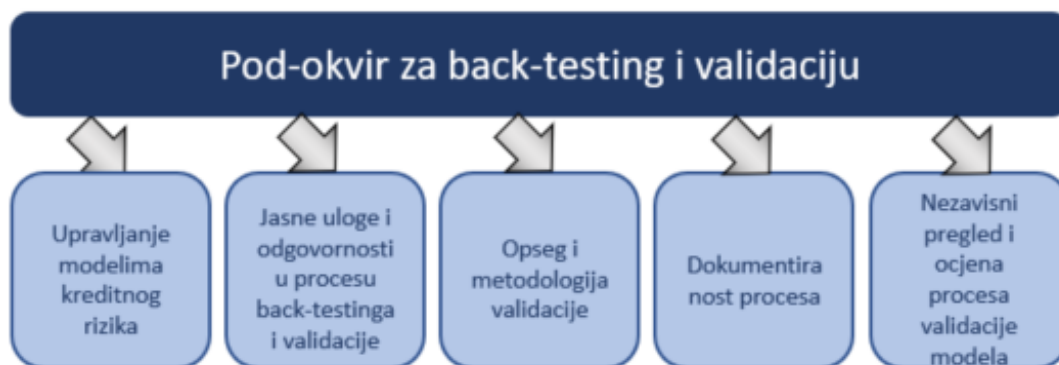 Pod-okvir za back-testing i validaciju
Upravljanje
modelima
kreditnog
rizika
Jasne uloge i
odgovornosti
u procesu
back-testinga
i validacije
Opseg i
metodologija
validacije
Dokumentira
nost procesa
Nezavisni
pregled i
ocjena
procesa
validacije
modela